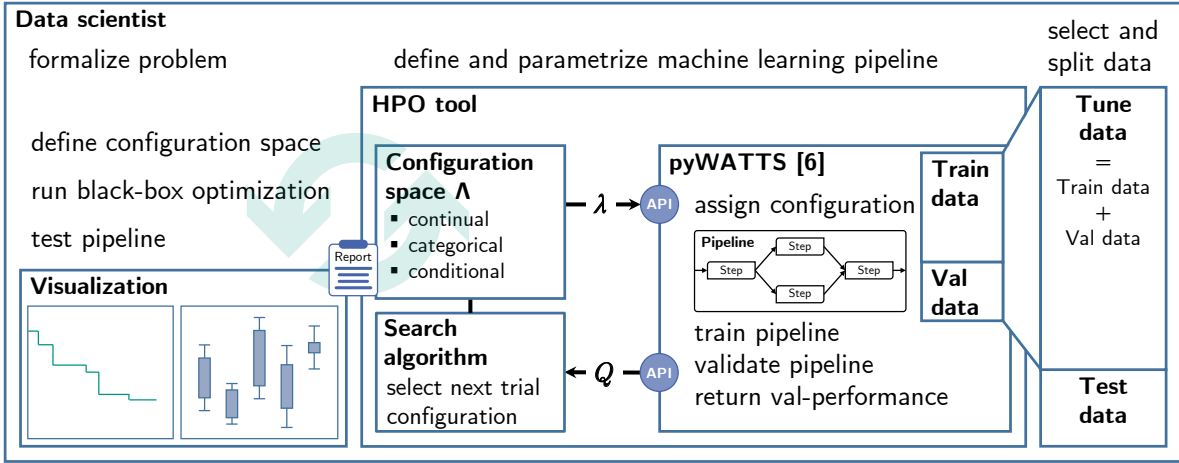 Data scientist
formalize problem
define and parametrize machine learning pipeline
select and
split data
define configuration space
run black-box optimization
test pipeline
Report
Visualization
HPO tool
Configuration
space Λ
▪ continual
▪ categorical
▪ conditional
Search
algorithm
select next trial
configuration
λ
API
Q
API
pyWATTS [6]
assign configuration
Pipeline
Step
Step
Step
Step
train pipeline
validate pipeline
return val-performance
Train
data
Val
data
Tune
data
=
Train data
+
Val data
Test
data